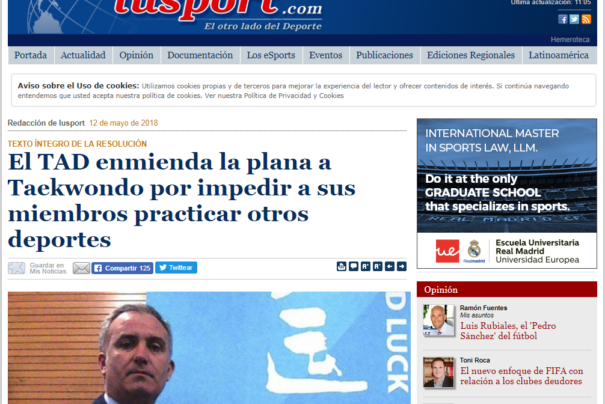 iusport.com
El otro lado del Deporte
Última actualización: 11:05
Hemeroteca
Portada Actualidad Opinión Documentación Los eSports Eventos Publicaciones Ediciones Regionales Latinoamérica
Aviso sobre el Uso de cookies: Utilizamos cookies propias y de terceros para mejorar la experiencia del lector y ofrecer contenidos de interés. Si continúa navegando
entendemos que usted acepta nuestra política de cookies. Ver nuestra Política de Privacidad y Cookies
Redacción de Iusport 12 de mayo de 2018
TEXTO ÍNTEGRO DE LA RESOLUCIÓN
El TAD enmienda la plana a
Taekwondo por impedir a sus
miembros practicar otros
deportes
Guardar en
Mis Noticias
Compartir 125
Twittear
D LUCK
INTERNATIONAL MASTER
IN SPORTS LAW, LLM.
Do it at the only
GRADUATE SCHOOL
that specializes in sports.
REAL MADRID C.F.
ue
Realmadrid
Escuela Universitaria
Real Madrid
Universidad Europea
Opinión
Ramón Fuentes
Mis asuntos
Luis Rubiales, el 'Pedro
Sánchez' del fútbol
Toni Roca
El nuevo enfoque de FIFA con
relación a los clubes deudores